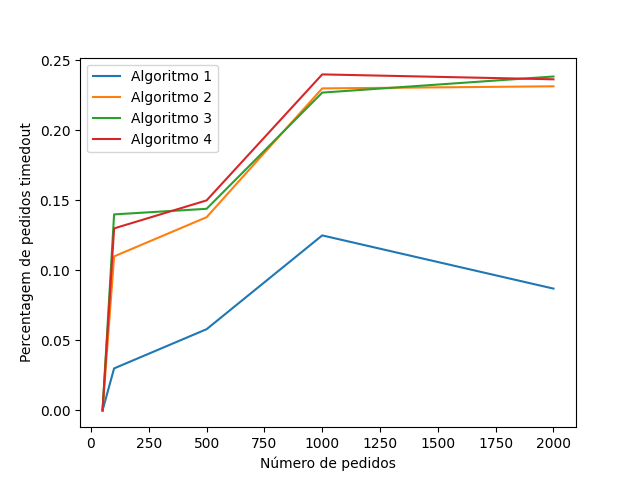 0.25
0.20
0.15
0.10
0.05
0.00
Percentagem de pedidos timedout
Algoritmo 1
Algoritmo 2
Algoritmo 3
Algoritmo 4
0 250 500 750 1000 1250 1500 1750 2000
Número de pedidos